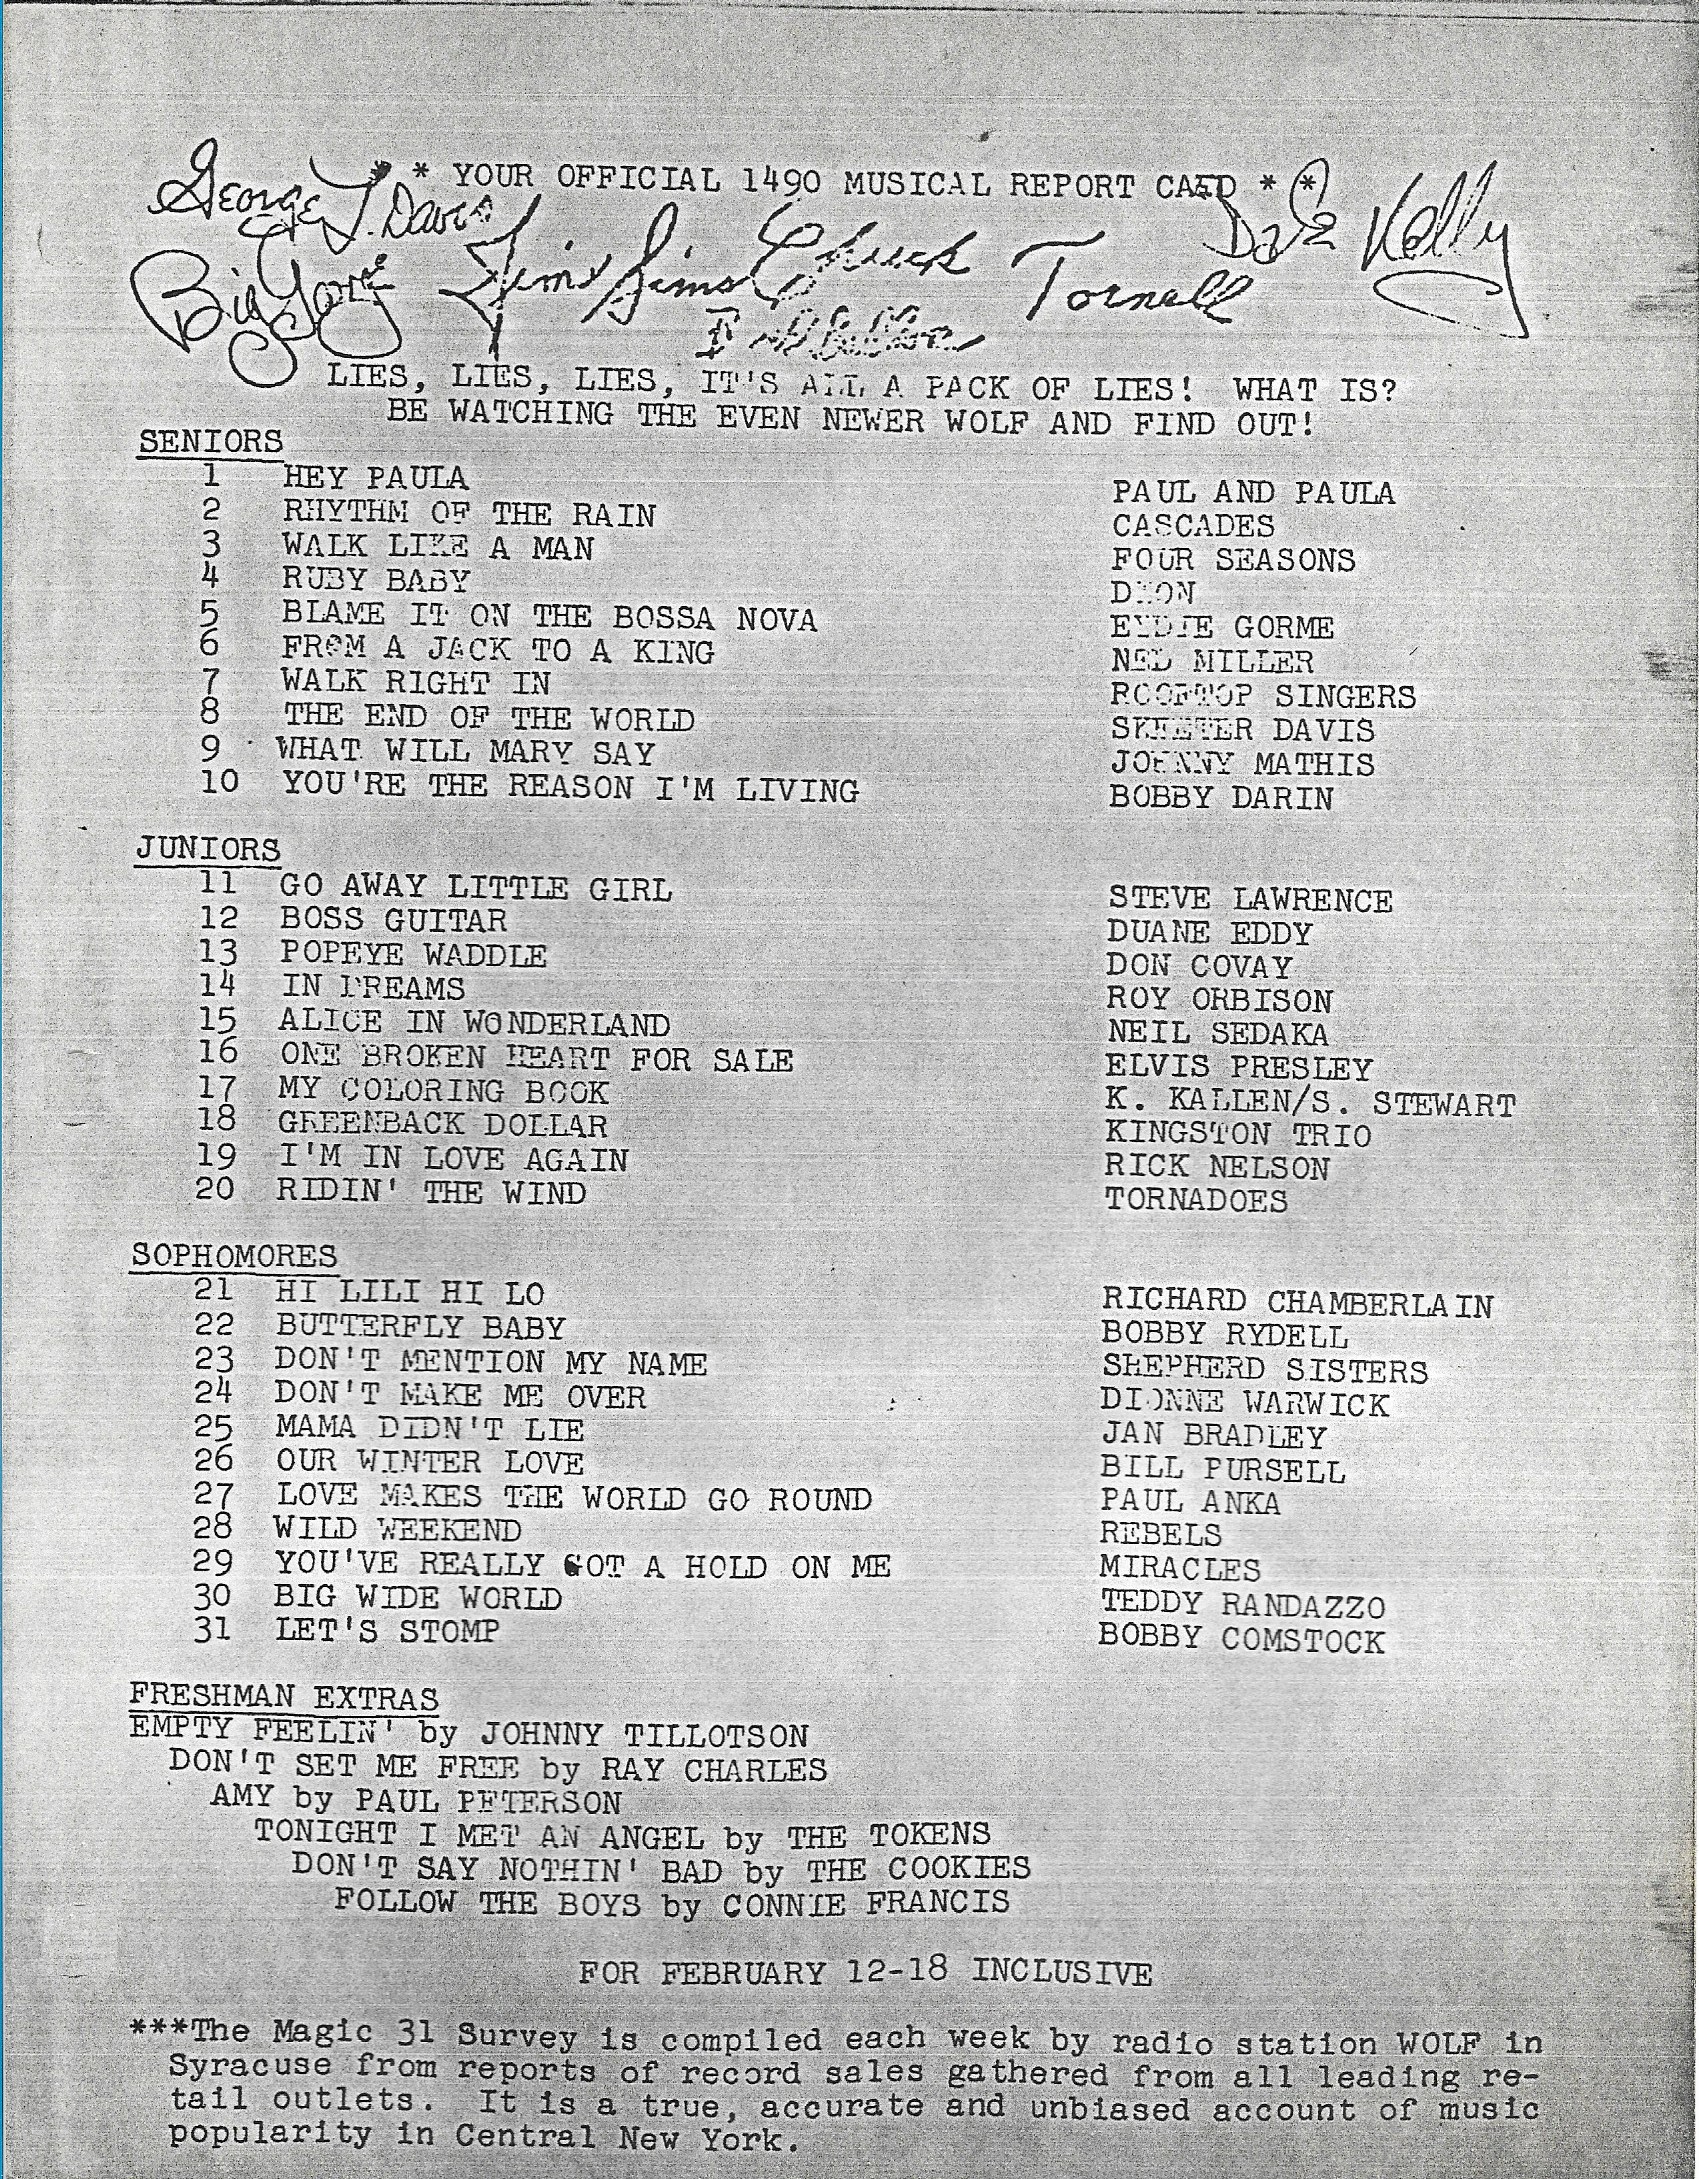 * YOUR OFFICIAL 1490 MUSICAL REPORT CARD * *
George J. Davis
Dave Kelly
Big Jim Sims Chuck Tornall
LIES, LIES, LIES, IT'S ALL A PACK OF LIES! WHAT IS?
BE WATCHING THE EVEN NEWER WOLF AND FIND OUT!
SENIORS
1 HEY PAULA PAUL AND PAULA
2 RHYTHM OF THE RAIN CASCADES
3 WALK LIKE A MAN FOUR SEASONS
4 RUBY BABY DION
5 BLAME IT ON THE BOSSA NOVA EYDIE GORME
6 FROM A JACK TO A KING NED MILLER
7 WALK RIGHT IN ROOFTOP SINGERS
8 THE END OF THE WORLD SKEETER DAVIS
9 WHAT WILL MARY SAY JOHNNY MATHIS
10 YOU'RE THE REASON I'M LIVING BOBBY DARIN
JUNIORS
11 GO AWAY LITTLE GIRL STEVE LAWRENCE
12 BOSS GUITAR DUANE EDDY
13 POPEYE WADDLE DON COVAY
14 IN DREAMS ROY ORBISON
15 ALICE IN WONDERLAND NEIL SEDAKA
16 ONE BROKEN HEART FOR SALE ELVIS PRESLEY
17 MY COLORING BOOK K. KALLEN/S. STEWART
18 GREENBACK DOLLAR KINGSTON TRIO
19 I'M IN LOVE AGAIN RICK NELSON
20 RIDIN' THE WIND TORNADOES
SOPHOMORES
21 HI LILI HI LO RICHARD CHAMBERLAIN
22 BUTTERFLY BABY BOBBY RYDELL
23 DON'T MENTION MY NAME SHEPHERD SISTERS
24 DON'T MAKE ME OVER DIONNE WARWICK
25 MAMA DIDN'T LIE JAN BRADLEY
26 OUR WINTER LOVE BILL PURSELL
27 LOVE MAKES THE WORLD GO ROUND PAUL ANKA
28 WILD WEEKEND REBELS
29 YOU'VE REALLY GOT A HOLD ON ME MIRACLES
30 BIG WIDE WORLD TEDDY RANDAZZO
31 LET'S STOMP BOBBY COMSTOCK
FRESHMAN EXTRAS
EMPTY FEELIN' by JOHNNY TILLOTSON
DON'T SET ME FREE by RAY CHARLES
AMY by PAUL PETERSON
TONIGHT I MET AN ANGEL by THE TOKENS
DON'T SAY NOTHIN' BAD by THE COOKIES
FOLLOW THE BOYS by CONNIE FRANCIS
FOR FEBRUARY 12-18 INCLUSIVE
***The Magic 31 Survey is compiled each week by radio station WOLF in
Syracuse from reports of record sales gathered from all leading re-
tail outlets. It is a true, accurate and unbiased account of music
popularity in Central New York.